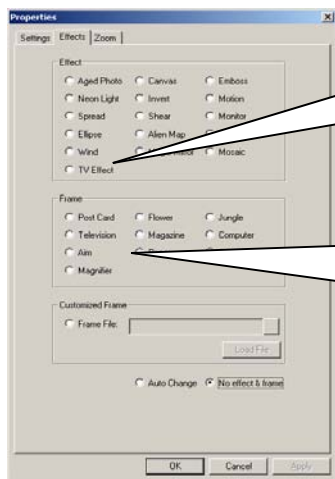 Properties
Settings Effects Zoom
Effect
Aged Photo Canvas Emboss
Neon Light Invert Motion
Spread Shear Monitor
Ellipse Alien Map
Wind Mosaic
TV Effect
Frame
Post Card Flower Jungle
Television Magazine Computer
Aim
Magnifier
Customized Frame
Frame File:
Load File
Auto Change No effect & frame
OK Cancel Apply